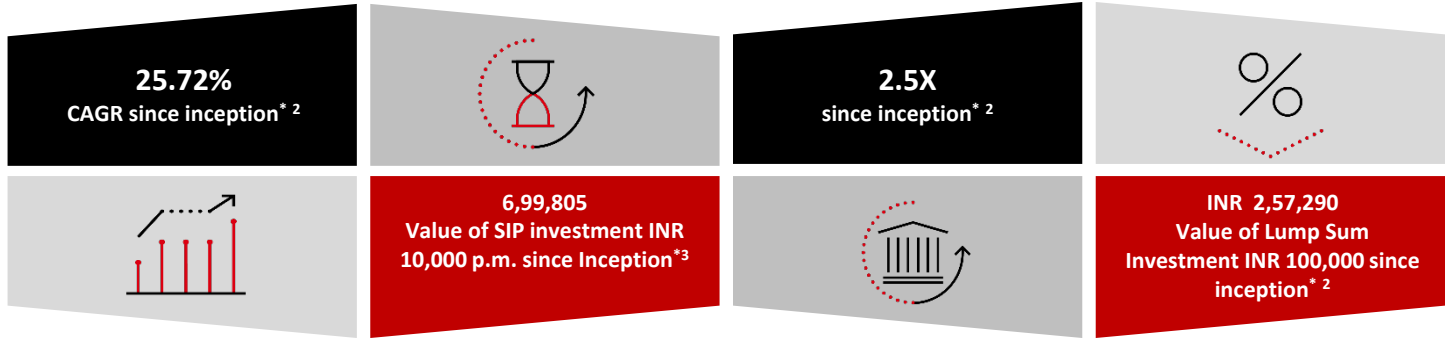 25.72%
CAGR since inception* 2
2.5X
since inception* 2
6,99,805
Value of SIP investment INR
10,000 p.m. since Inception*3
INR 2,57,290
Value of Lump Sum
Investment INR 100,000 since
inception* 2